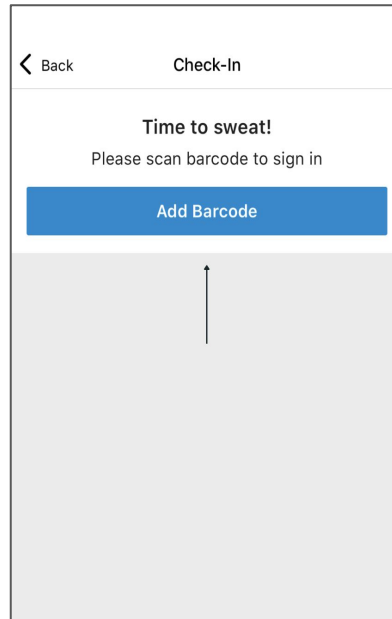 Back
Check-In
Time to sweat!
Please scan barcode to sign in
Add Barcode